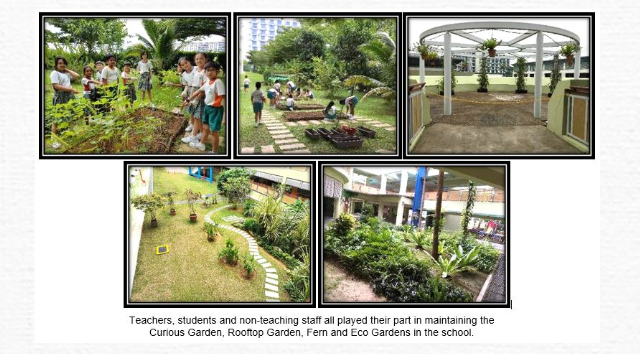 Teachers, students and non-teaching staff all played their part in maintaining the
Curious Garden, Rooftop Garden, Fern and Eco Gardens in the school.